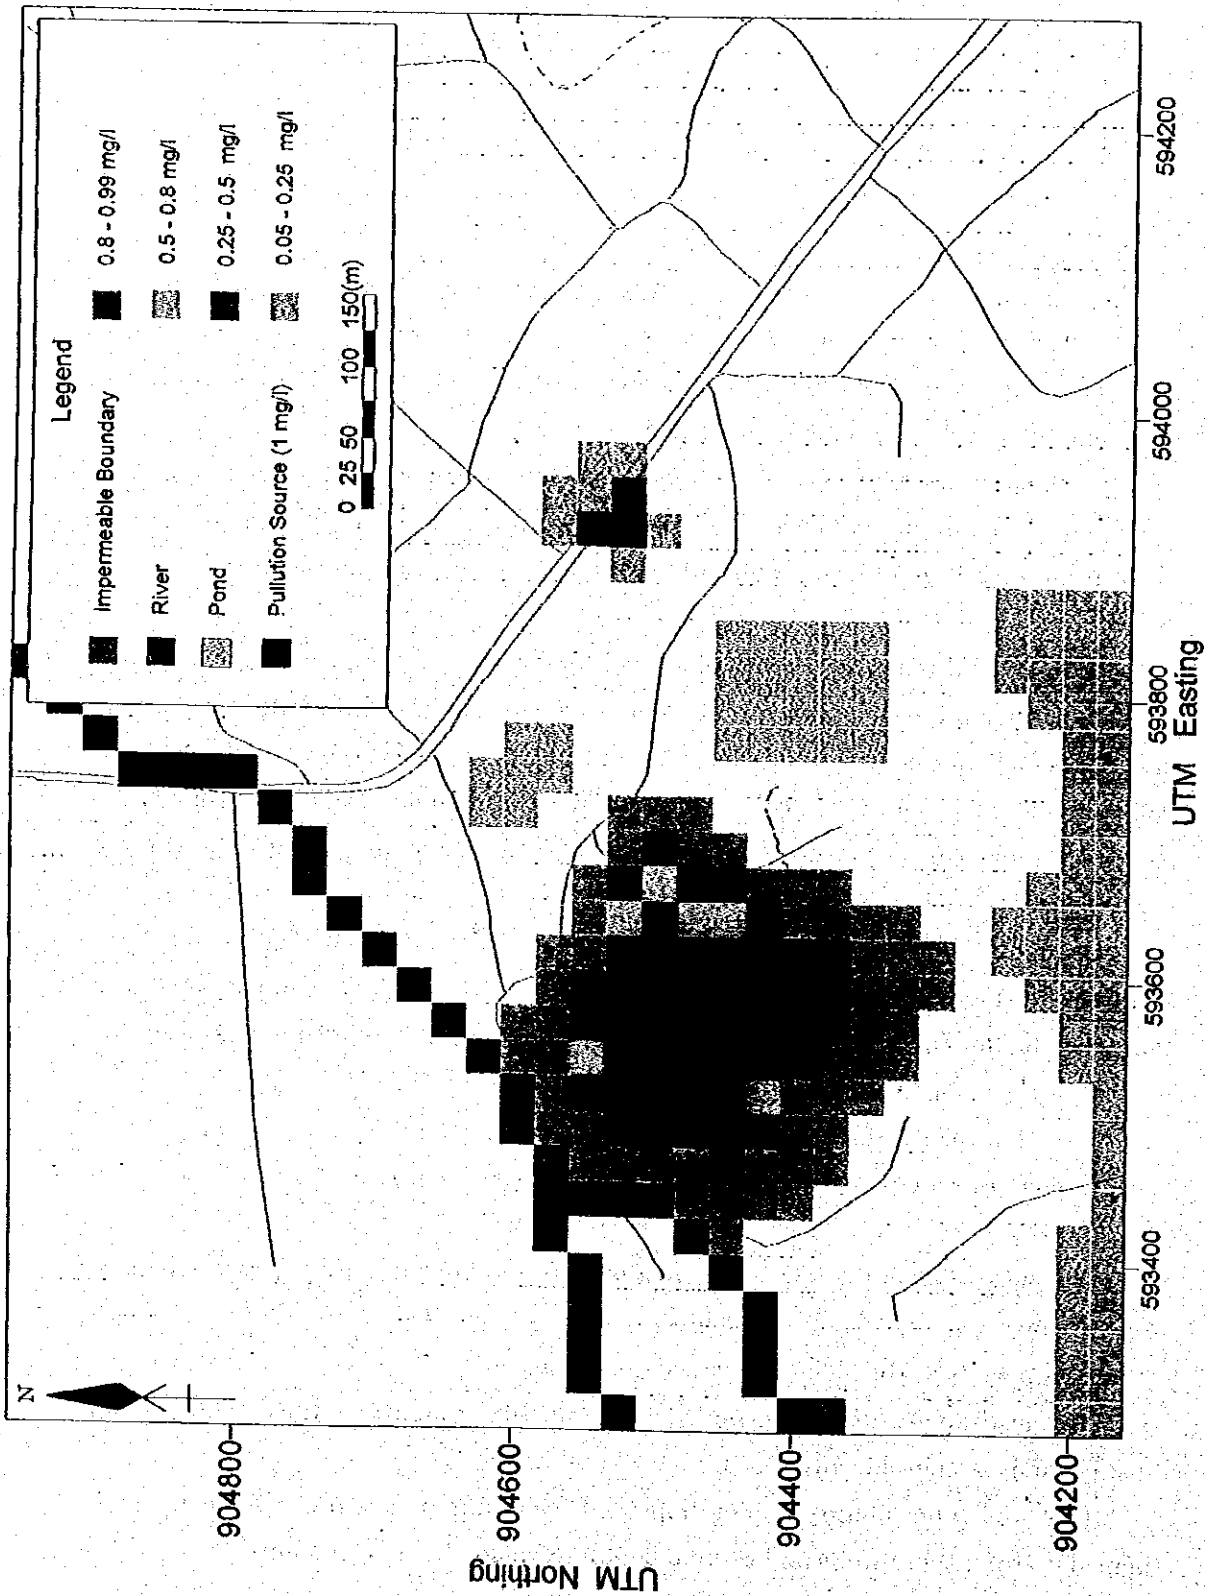 N
Legend
Impermeable Boundary
0.8 - 0.99 mg/l
River
0.5 - 0.8 mg/l
Pond
0.25 - 0.5 mg/l
Pullution Source (1 mg/l)
0.05 - 0.25 mg/l
0 25 50 100 150(m)
UTM Northing
904800
904600
904400
904200
593400
593600
593800
594000
594200
UTM Easting